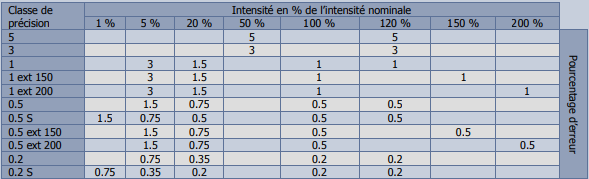 Classe de précision Intensité en % de l'intensité nominale
1 % 5 % 20 % 50 % 100 % 120 % 150 % 200 %
5 5 5
3 3 3
1 3 1.5 1 1
1 ext 150 3 1.5 1 1
1 ext 200 3 1.5 1 1
0.5 1.5 0.75 0.5 0.5
0.5 S 1.5 0.75 0.5 0.5 0.5
0.5 ext 150 1.5 0.75 0.5 0.5
0.5 ext 200 1.5 0.75 0.5 0.5
0.2 0.75 0.35 0.2 0.2
0.2 S 0.75 0.35 0.2 0.2 0.2
Pourcentage d'erreur